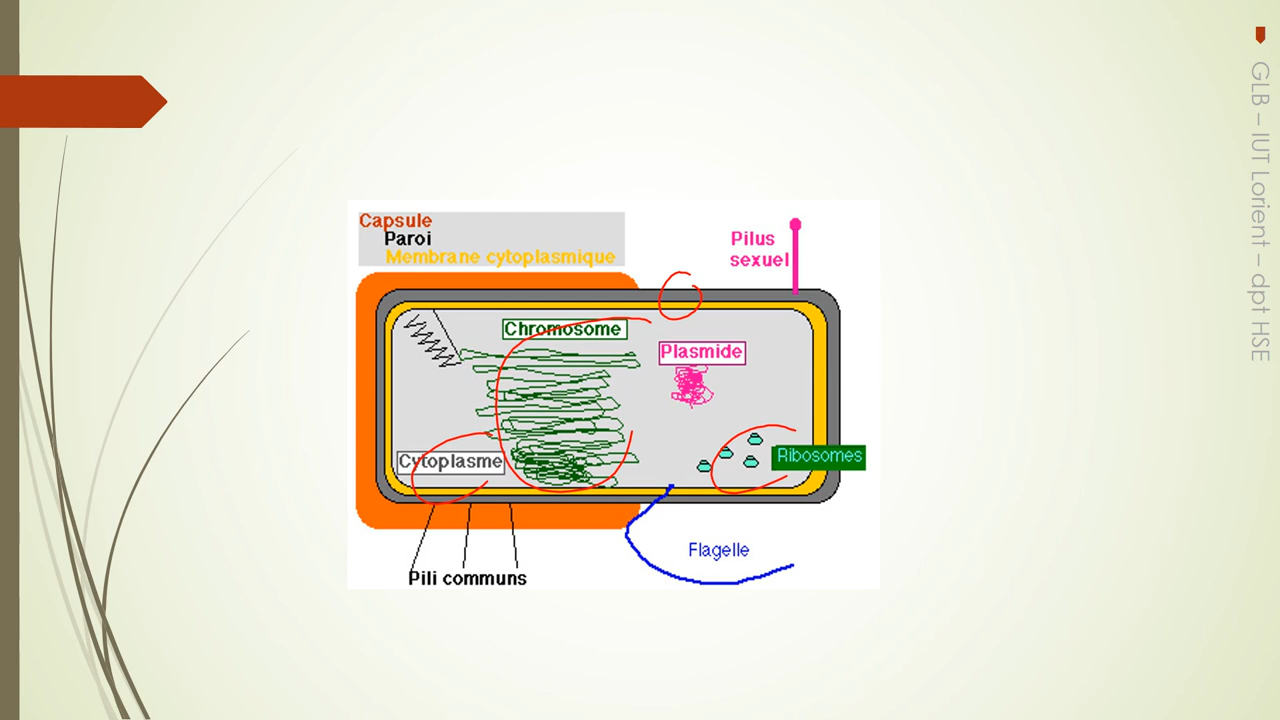 Capsule
Paroi
Membrane cytoplasmique
Pilus
sexuel
Chromosome
Plasmide
Cytoplasme
Ribosomes
Flagelle
Pili communs
GLB – IUT Lorient – dpt HSE